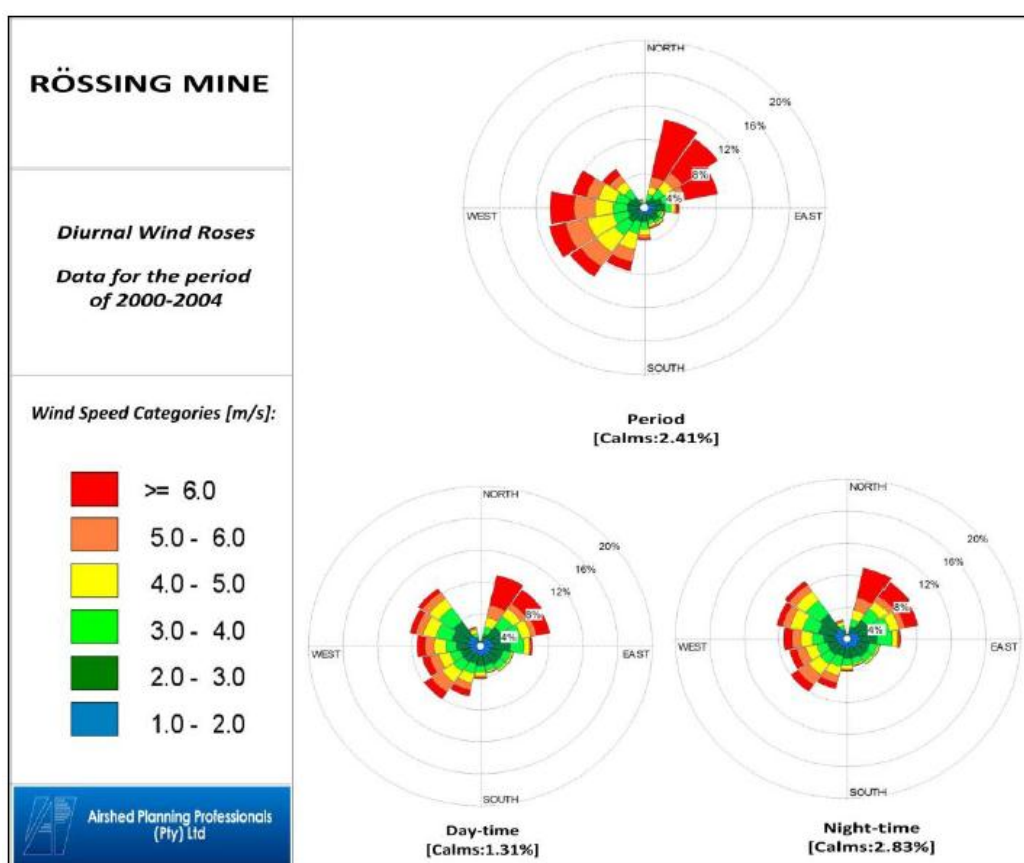 RÖSSING MINE
Diurnal Wind Roses
Data for the period
of 2000-2004
Wind Speed Categories [m/s]:
>= 6.0
5.0 - 6.0
4.0 - 5.0
3.0 - 4.0
2.0 - 3.0
1.0 - 2.0
Airshed Planning Professionals
(Pty) Ltd
NORTH
20%
16%
12%
8%
4%
WEST
EAST
SOUTH
Period
[Calms:2.41%]
NORTH
20%
16%
12%
8%
4%
WEST
EAST
SOUTH
Day-time
[Calms:1.31%]
NORTH
20%
16%
12%
8%
4%
WEST
EAST
SOUTH
Night-time
[Calms:2.83%]